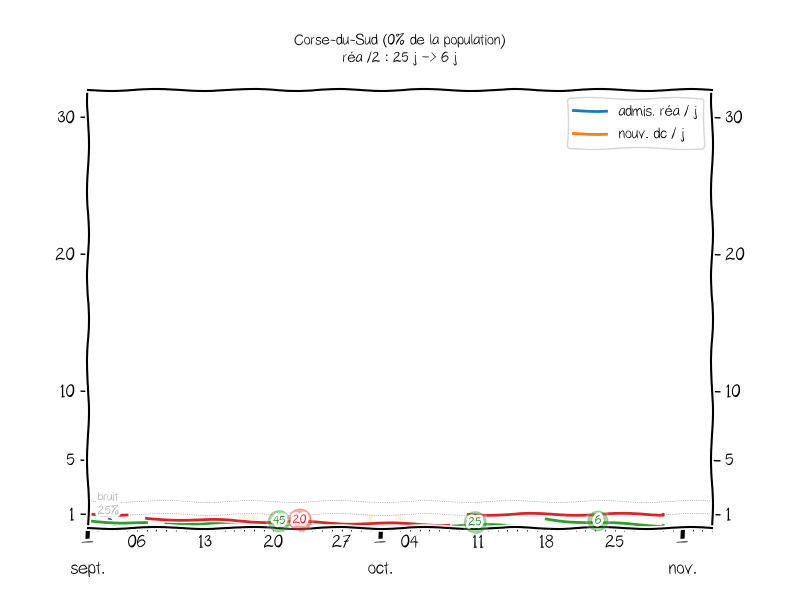 Corse-du-Sud (0% de la population)
réa /2 : 25 j -> 6 j
30
20
10
5
1
30
20
10
5
1
admis. réa / j
nouv. dc / j
bruit
25%
45
20
25
6
06
13
20
27
04
11
18
25
sept.
oct.
nov.